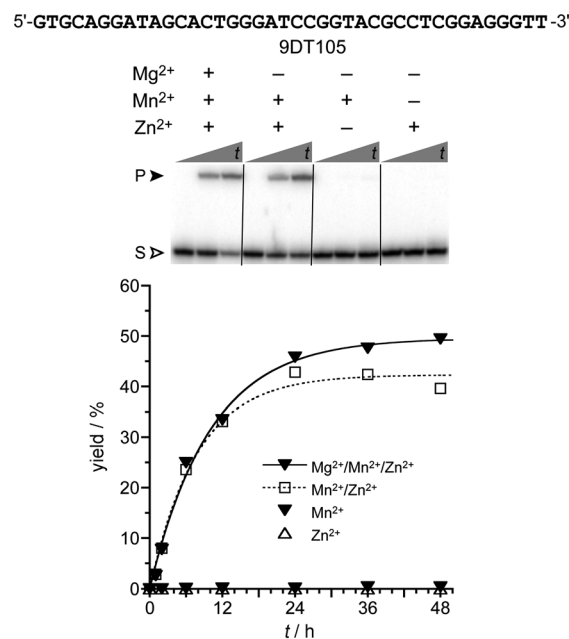 5'-GTGCAGGATAGCACTGGGATCCGGTACGCCTCGGAGGGTT-3'
9DT105
Mg²⁺ + – – –
Mn²⁺ + + + –
Zn²⁺ + + – +
t t t t
P
S
60
50
40
30
20
10
0
yield / %
Mg²⁺/Mn²⁺/Zn²⁺
Mn²⁺/Zn²⁺
Mn²⁺
Zn²⁺
0 12 24 36 48
t / h